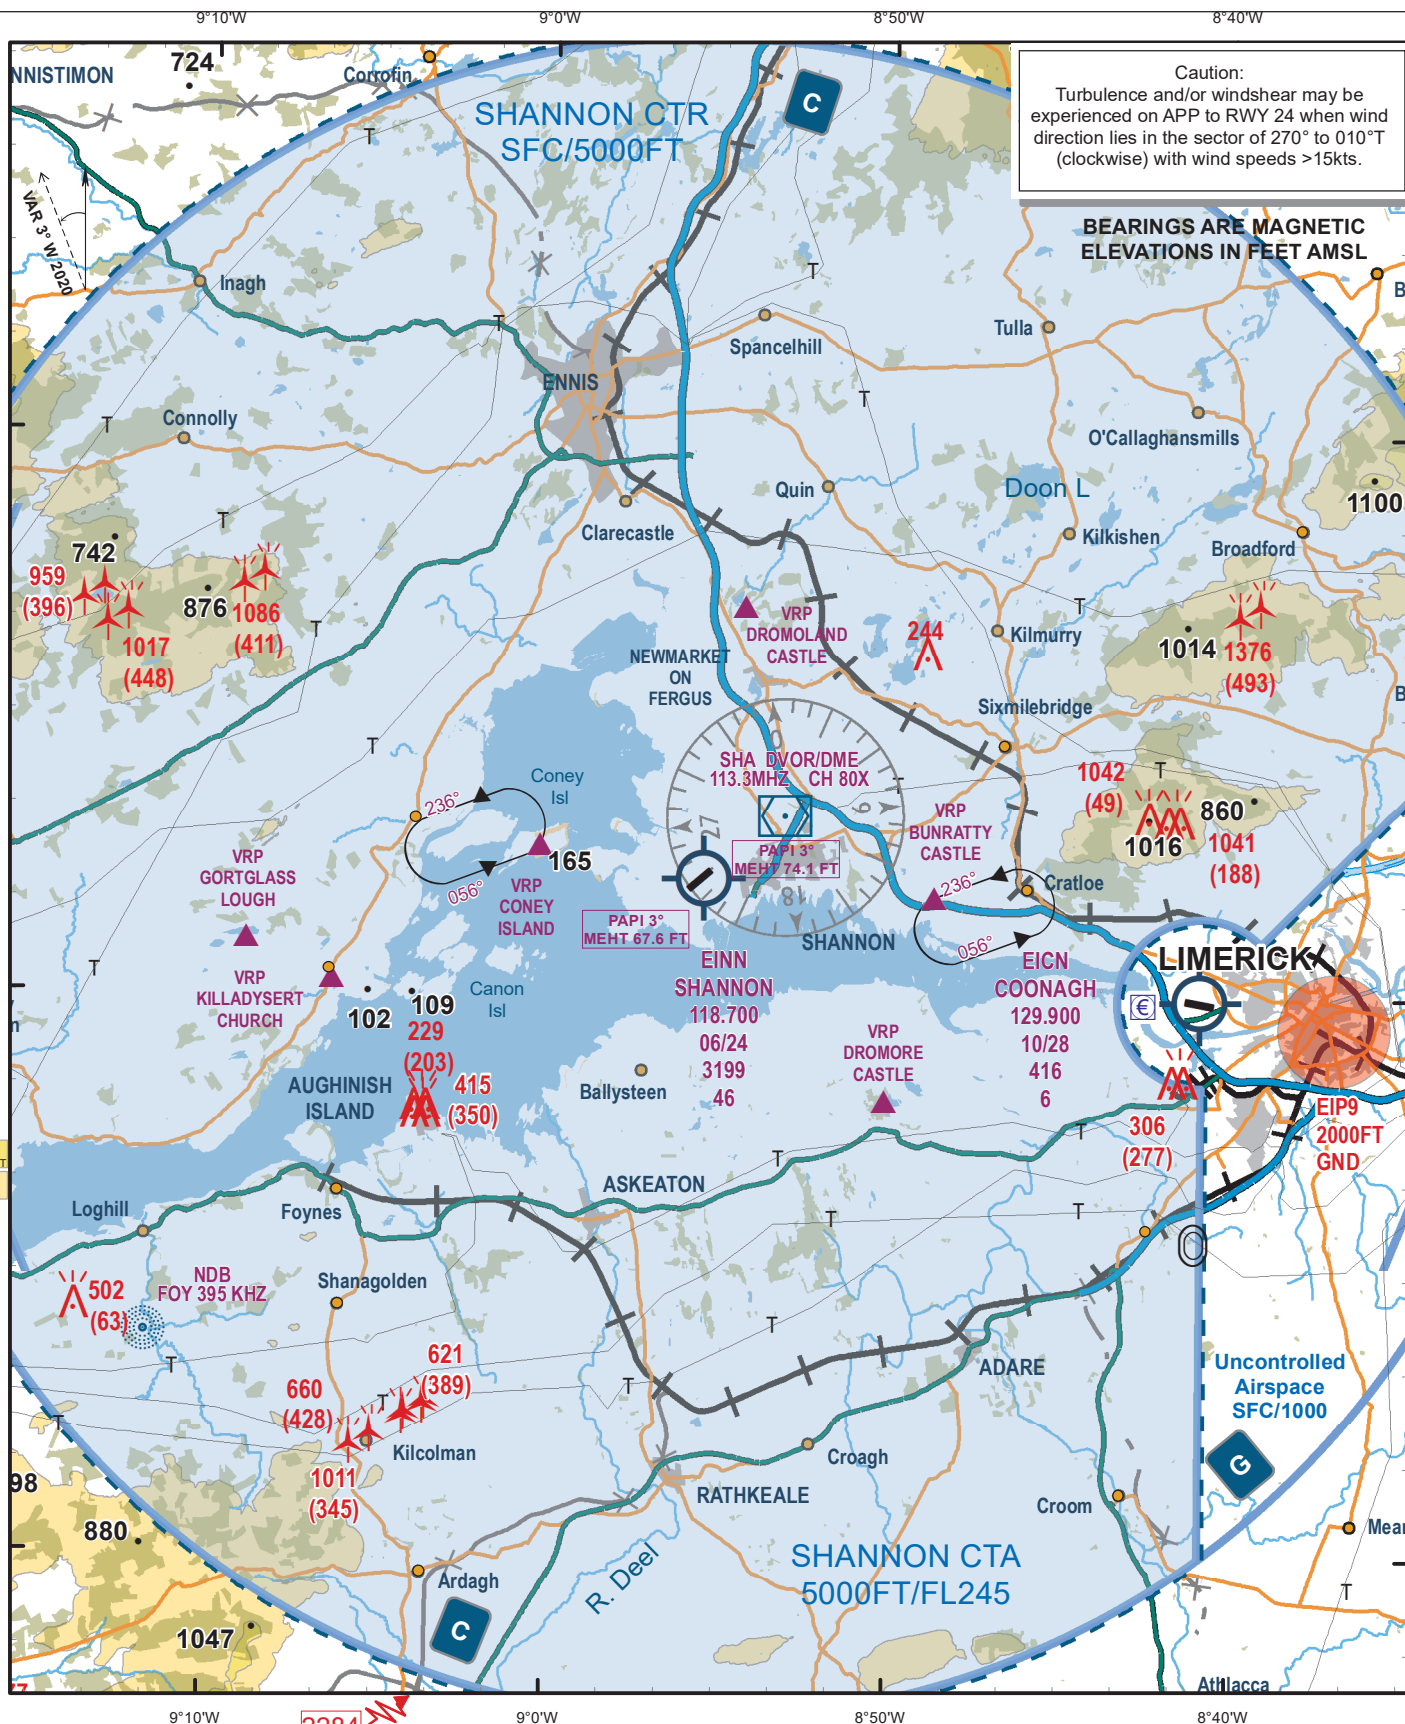 9°10'W
9°0'W
8°50'W
8°40'W
NNISTIMON
724
Corrofin
SHANNON CTR
SFC/5000FT
C
Caution:
Turbulence and/or windshear may be
experienced on APP to RWY 24 when wind
direction lies in the sector of 270° to 010°T
(clockwise) with wind speeds >15kts.
BEARINGS ARE MAGNETIC
ELEVATIONS IN FEET AMSL
T
VAR 3° W 2020
Inagh
T
B
T
Tulla
Spancelhill
ENNIS
T
T
Connolly
O'Callaghansmills
Quin
Doon L
1100
T
Clarecastle
Kilkishen
Broadford
742
959
(396)
876
1086
(411)
1017
(448)
T
VRP
DROMOLAND
CASTLE
244
T
Kilmurry
1014
1376
(493)
NEWMARKET
ON
FERGUS
B
Sixmilebridge
T
0
SHA DVOR/DME
113.3MHZ CH 80X
T
Coney
Isl
1042
(49)
T
860
1016
1041
(188)
236°
056°
9
27
18
VRP
BUNRATTY
CASTLE
PAPI 3°
MEHT 74.1 FT
165
VRP
GORTGLASS
LOUGH
VRP
CONEY
ISLAND
236°
056°
Cratloe
PAPI 3°
MEHT 67.6 FT
SHANNON
LIMERICK
T
VRP
KILLADYSERT
CHURCH
102
109
Canon
Isl
EINN
SHANNON
118.700
06/24
3199
46
EICN
COONAGH
129.900
10/28
416
6
€
229
(203)
VRP
DROMORE
CASTLE
AUGHINISH
ISLAND
415
(350)
Ballysteen
306
(277)
EIP9
2000FT
GND
T
T
T
ASKEATON
Loghill
Foynes
T
T
NDB
FOY 395 KHZ
Shanagolden
502
(63)
T
T
621
(389)
660
(428)
T
T
T
ADARE
Uncontrolled
Airspace
SFC/1000
G
Kilcolman
1011
(345)
Croagh
98
RATHKEALE
Croom
880
Mear
SHANNON CTA
5000FT/FL245
Ardagh
R. Deel
C
T
1047
Athlacca
77
9°10'W
2284
9°0'W
8°50'W
8°40'W